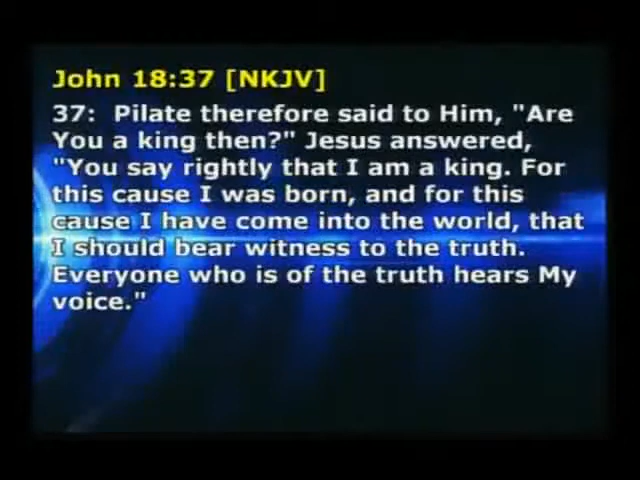 John 18:37 [NKJV]
37:  Pilate therefore said to Him, "Are
You a king then?" Jesus answered,
"You say rightly that I am a king. For
this cause I was born, and for this
cause I have come into the world, that
I should bear witness to the truth.
Everyone who is of the truth hears My
voice."